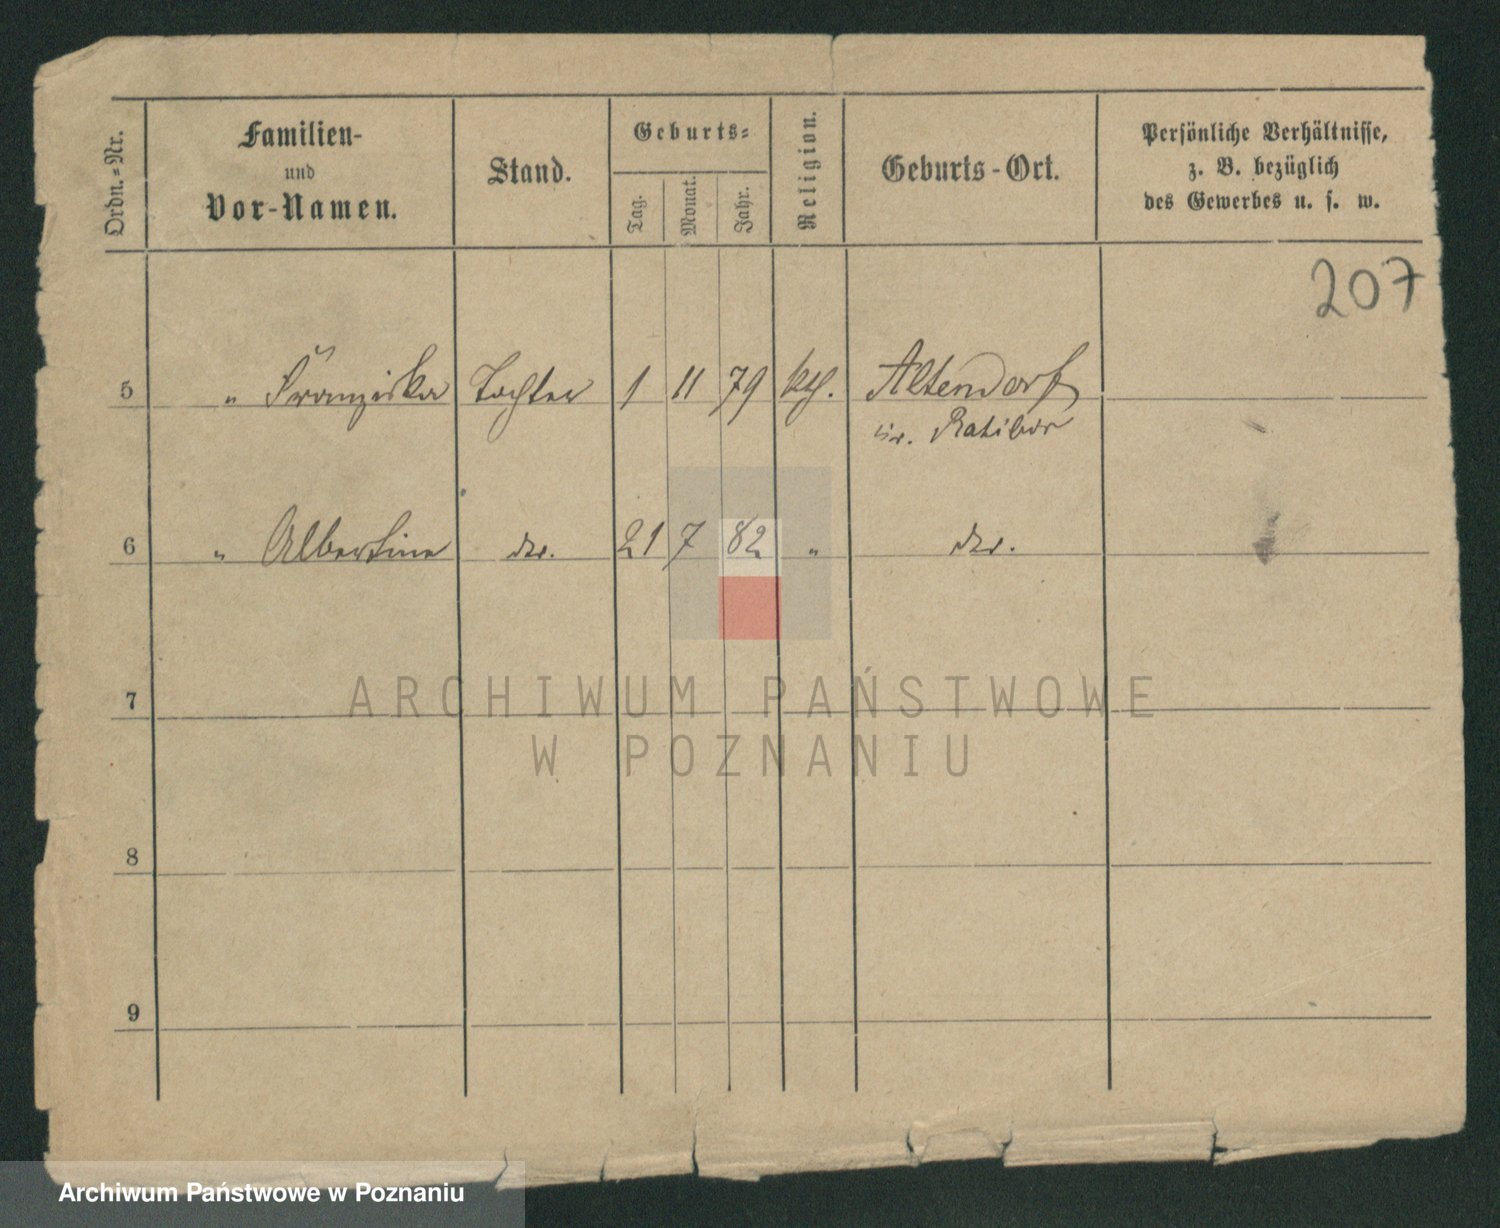 Ordn.-Nr.
Familien-
und
Vor-Namen.
Stand.
Geburts-
Tag.
Monat.
Jahr.
Religion.
Geburts-Ort.
Persönliche Verhältnisse,
z. B. bezüglich
des Gewerbes u. s. w.
207
5 " Franziska Tochter 1 11 79 kth. Altendorf
Kr. Ratibor
6 " Albertine do. 21 7 82 " do.
7
8
9
ARCHIWUM PAŃSTWOWE
W POZNANIU
Archiwum Państwowe w Poznaniu